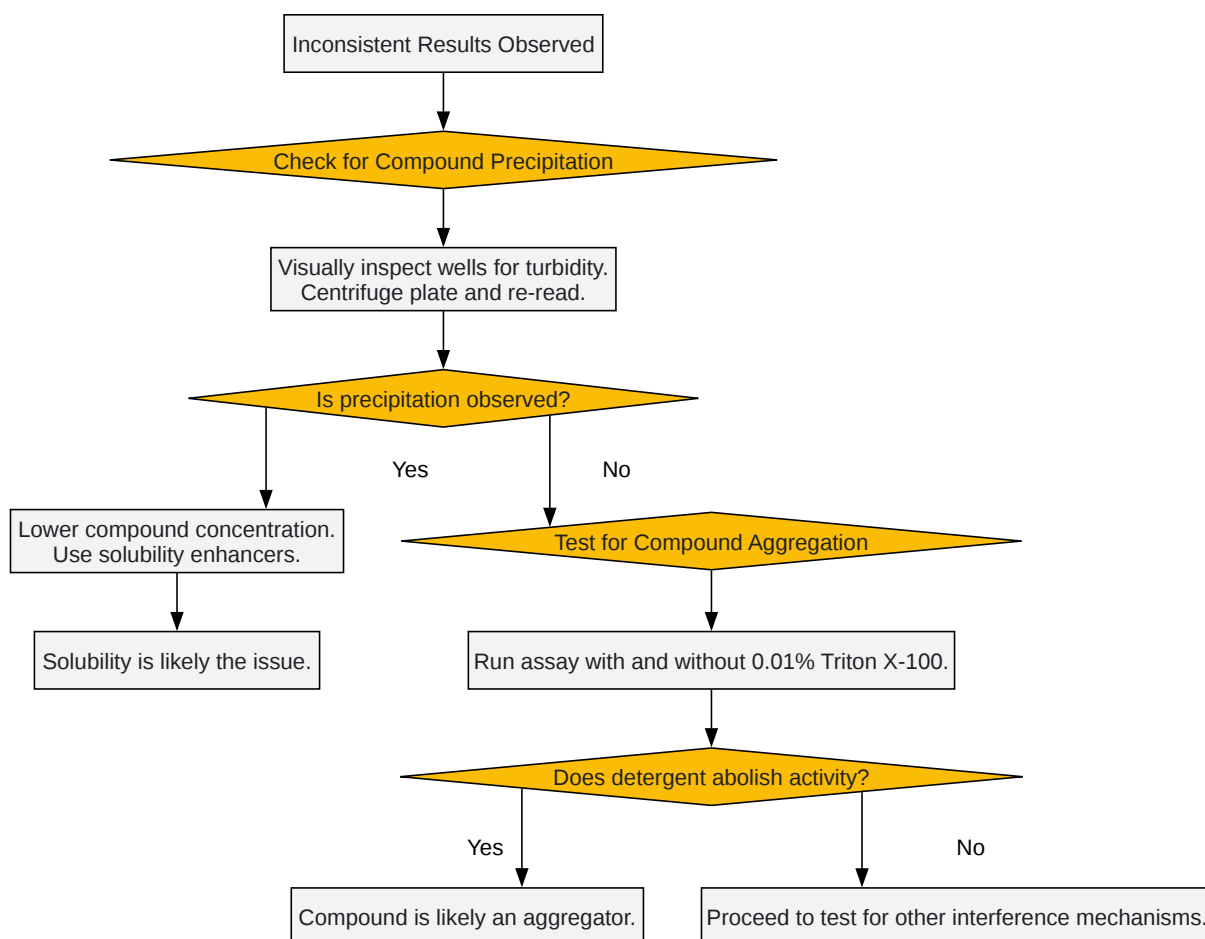 Inconsistent Results Observed
Check for Compound Precipitation
Visually inspect wells for turbidity.
Centrifuge plate and re-read.
Is precipitation observed?
Yes
No
Lower compound concentration.
Use solubility enhancers.
Test for Compound Aggregation
Solubility is likely the issue.
Run assay with and without 0.01% Triton X-100.
Does detergent abolish activity?
Yes
No
Compound is likely an aggregator.
Proceed to test for other interference mechanisms.